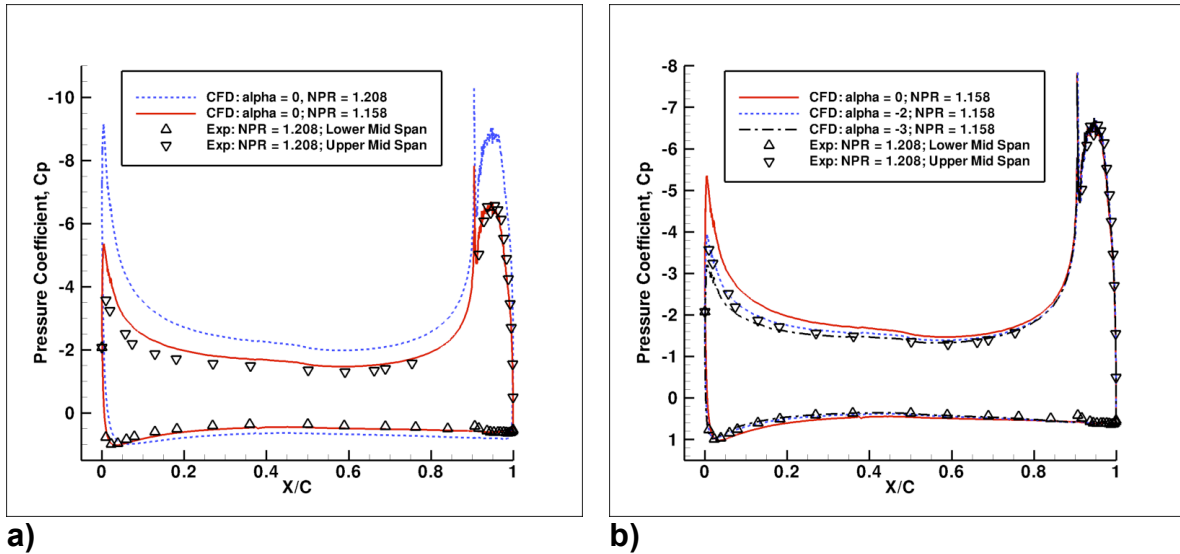 CFD: alpha = 0, NPR = 1.208
CFD: alpha = 0; NPR = 1.158
Exp: NPR = 1.208; Lower Mid Span
Exp: NPR = 1.208; Upper Mid Span
Pressure Coefficient, Cp
-10
-8
-6
-4
-2
0
0
0.2
0.4
0.6
0.8
1
X/C
a)
CFD: alpha = 0; NPR = 1.158
CFD: alpha = -2; NPR = 1.158
CFD: alpha = -3; NPR = 1.158
Exp: NPR = 1.208; Lower Mid Span
Exp: NPR = 1.208; Upper Mid Span
Pressure Coefficient, Cp
-8
-7
-6
-5
-4
-3
-2
-1
0
1
0
0.2
0.4
0.6
0.8
1
X/C
b)